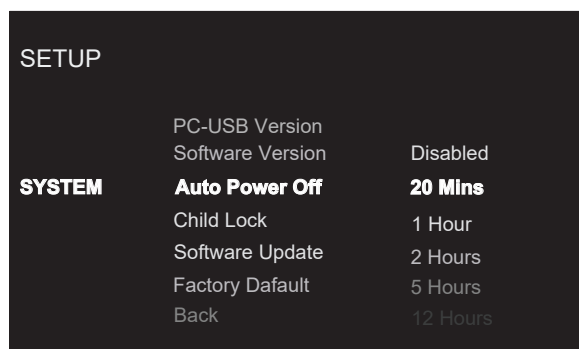 SETUP
PC-USB Version
Software Version Disabled
SYSTEM Auto Power Off 20 Mins
Child Lock 1 Hour
Software Update 2 Hours
Factory Dafault 5 Hours
Back 12 Hours